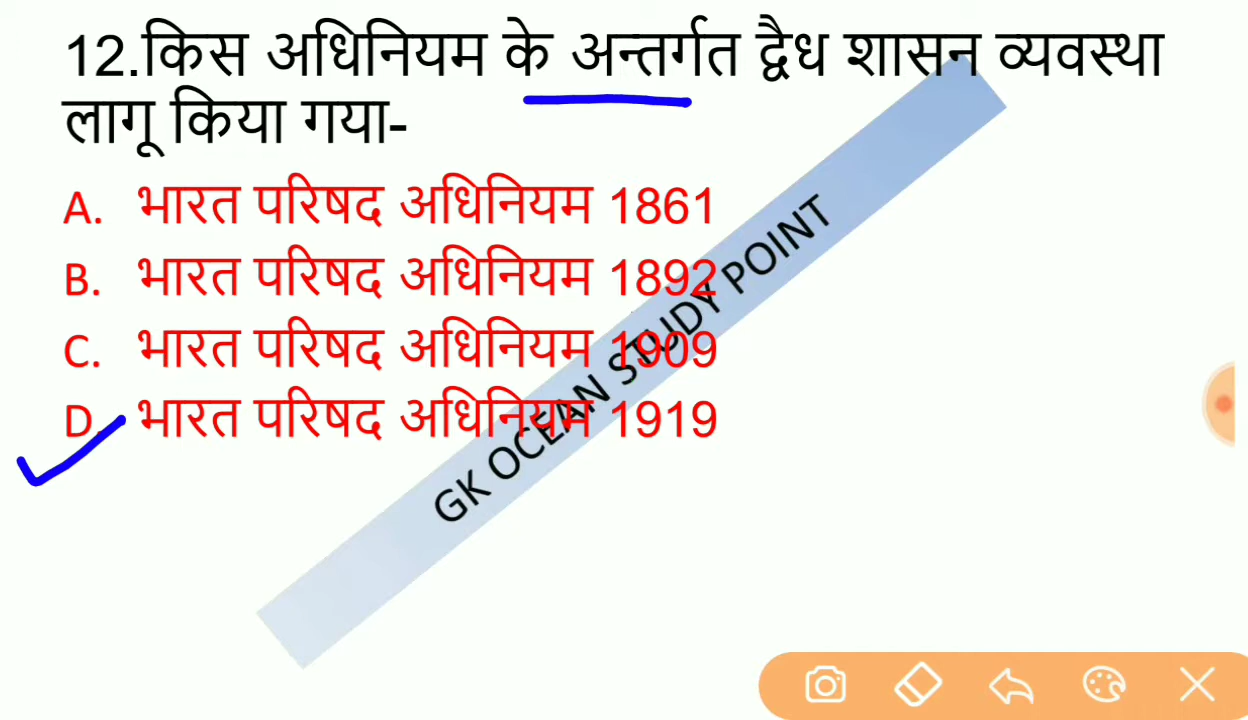 12.किस अधिनियम के अन्तर्गत द्वैध शासन व्यवस्था
लागू किया गया-
A. भारत परिषद अधिनियम 1861
B. भारत परिषद अधिनियम 1892
C. भारत परिषद अधिनियम 1909
D. भारत परिषद अधिनियम 1919
GK OCEAN STUDY POINT